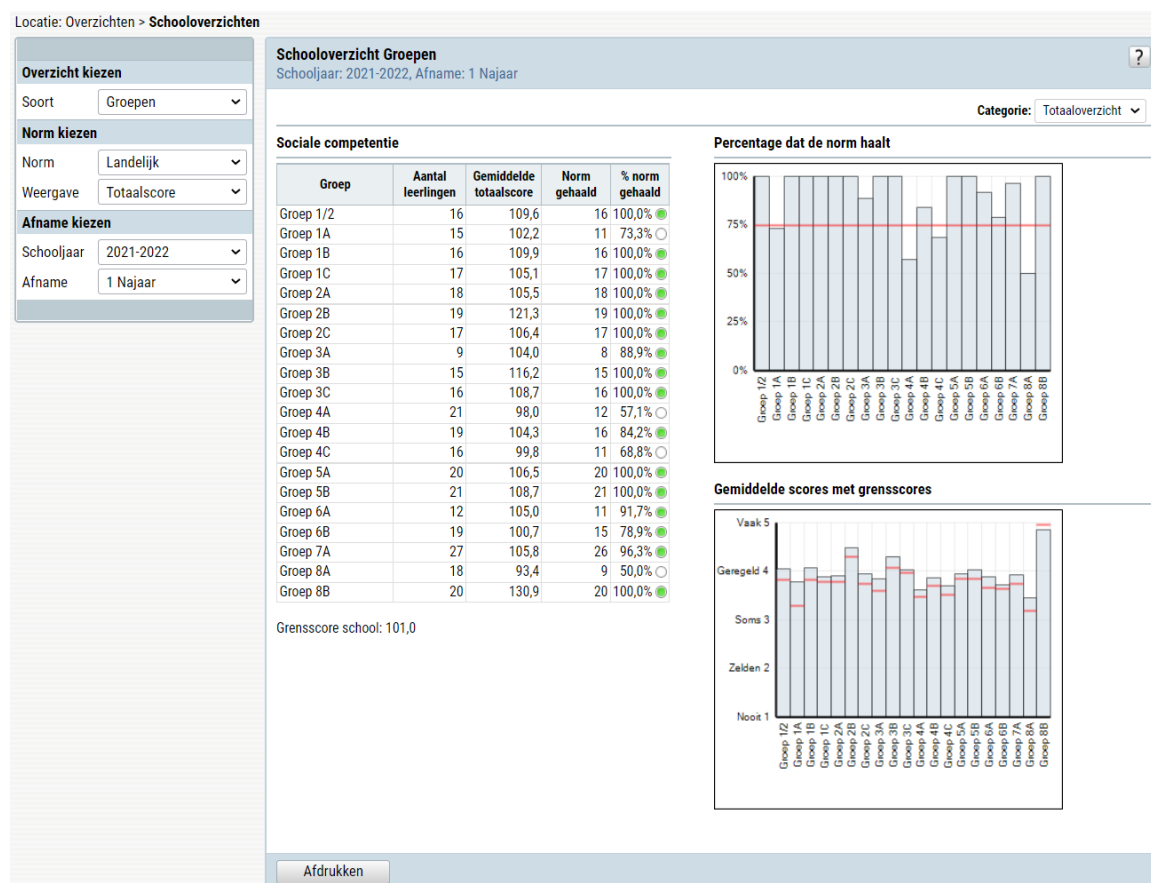 Locatie: Overzichten > Schooloverzichten
Overzicht kiezen
Soort Groepen
Norm kiezen
Norm Landelijk
Weergave Totaalscore
Afname kiezen
Schooljaar 2021-2022
Afname 1 Najaar
Schooloverzicht Groepen
Schooljaar: 2021-2022, Afname: 1 Najaar
?
Categorie: Totaaloverzicht
Sociale competentie
Groep Aantal leerlingen Gemiddelde totaalscore Norm gehaald % norm gehaald
Groep 1/2 16 109,6 16 100,0%
Groep 1A 15 102,2 11 73,3%
Groep 1B 16 109,9 16 100,0%
Groep 1C 17 105,1 17 100,0%
Groep 2A 18 105,5 18 100,0%
Groep 2B 19 121,3 19 100,0%
Groep 2C 17 106,4 17 100,0%
Groep 3A 9 104,0 8 88,9%
Groep 3B 15 116,2 15 100,0%
Groep 3C 16 108,7 16 100,0%
Groep 4A 21 98,0 12 57,1%
Groep 4B 19 104,3 16 84,2%
Groep 4C 16 99,8 11 68,8%
Groep 5A 20 106,5 20 100,0%
Groep 5B 21 108,7 21 100,0%
Groep 6A 12 105,0 11 91,7%
Groep 6B 19 100,7 15 78,9%
Groep 7A 27 105,8 26 96,3%
Groep 8A 18 93,4 9 50,0%
Groep 8B 20 130,9 20 100,0%
Grensscore school: 101,0
Percentage dat de norm haalt
100%
75%
50%
25%
0%
Groep 1/2
Groep 1A
Groep 1B
Groep 1C
Groep 2A
Groep 2B
Groep 2C
Groep 3A
Groep 3B
Groep 3C
Groep 4A
Groep 4B
Groep 4C
Groep 5A
Groep 5B
Groep 6A
Groep 6B
Groep 7A
Groep 8A
Groep 8B
Gemiddelde scores met grensscores
Vaak 5
Geregeld 4
Soms 3
Zelden 2
Nooit 1
Groep 1/2
Groep 1A
Groep 1B
Groep 1C
Groep 2A
Groep 2B
Groep 2C
Groep 3A
Groep 3B
Groep 3C
Groep 4A
Groep 4B
Groep 4C
Groep 5A
Groep 5B
Groep 6A
Groep 6B
Groep 7A
Groep 8A
Groep 8B
Afdrukken